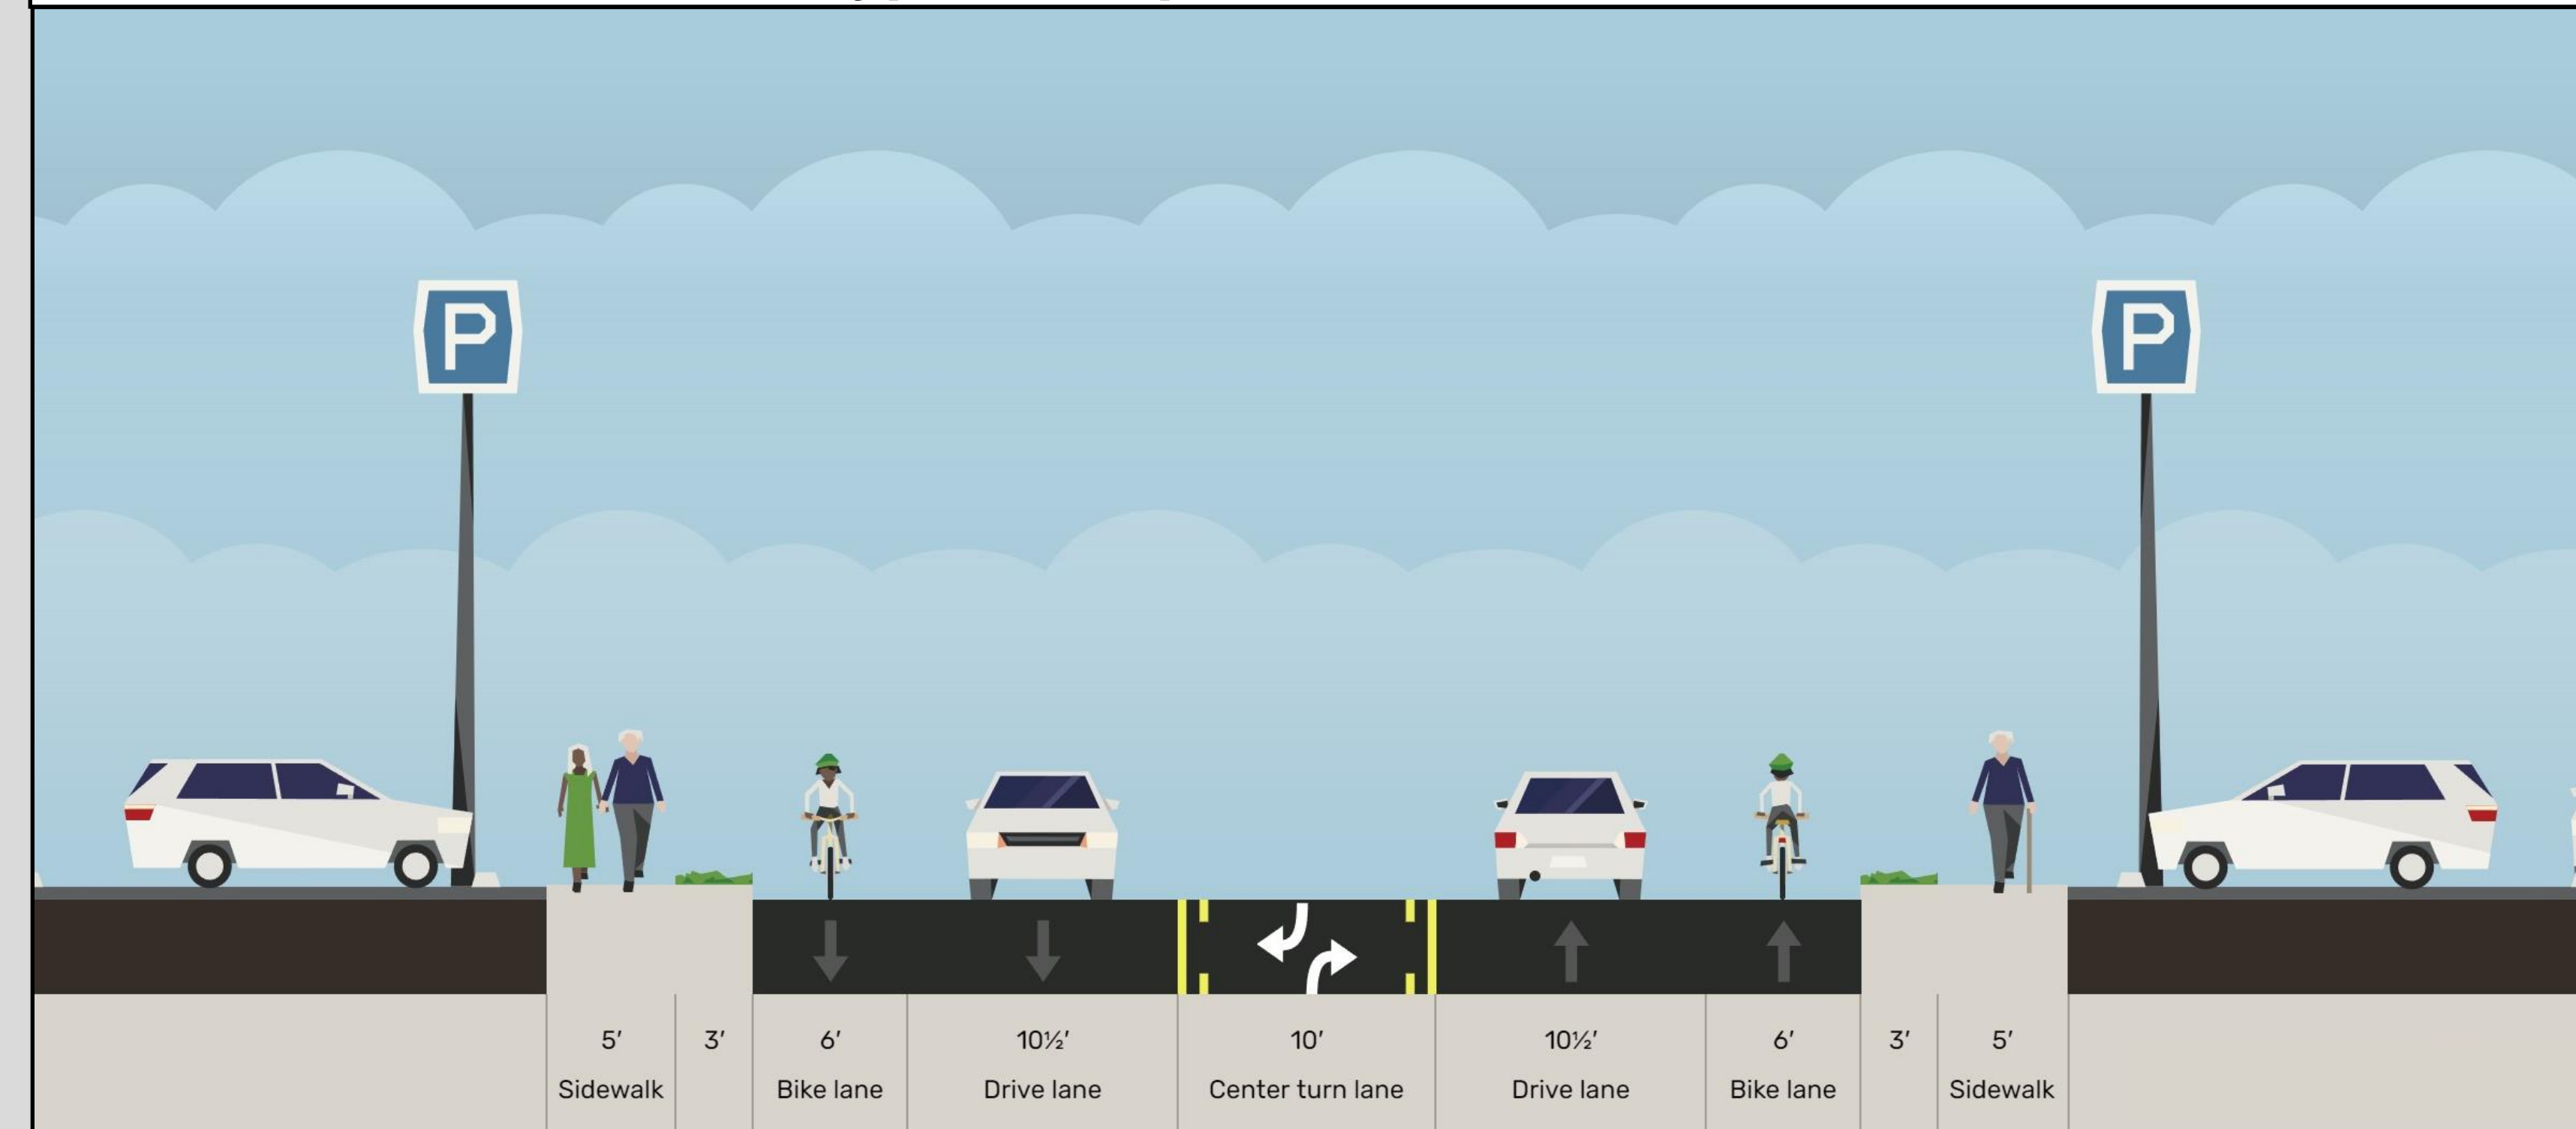 P
P
5' 3' 6' 10½' 10' 10½' 6' 3' 5'
Sidewalk Bike lane Drive lane Center turn lane Drive lane Bike lane Sidewalk